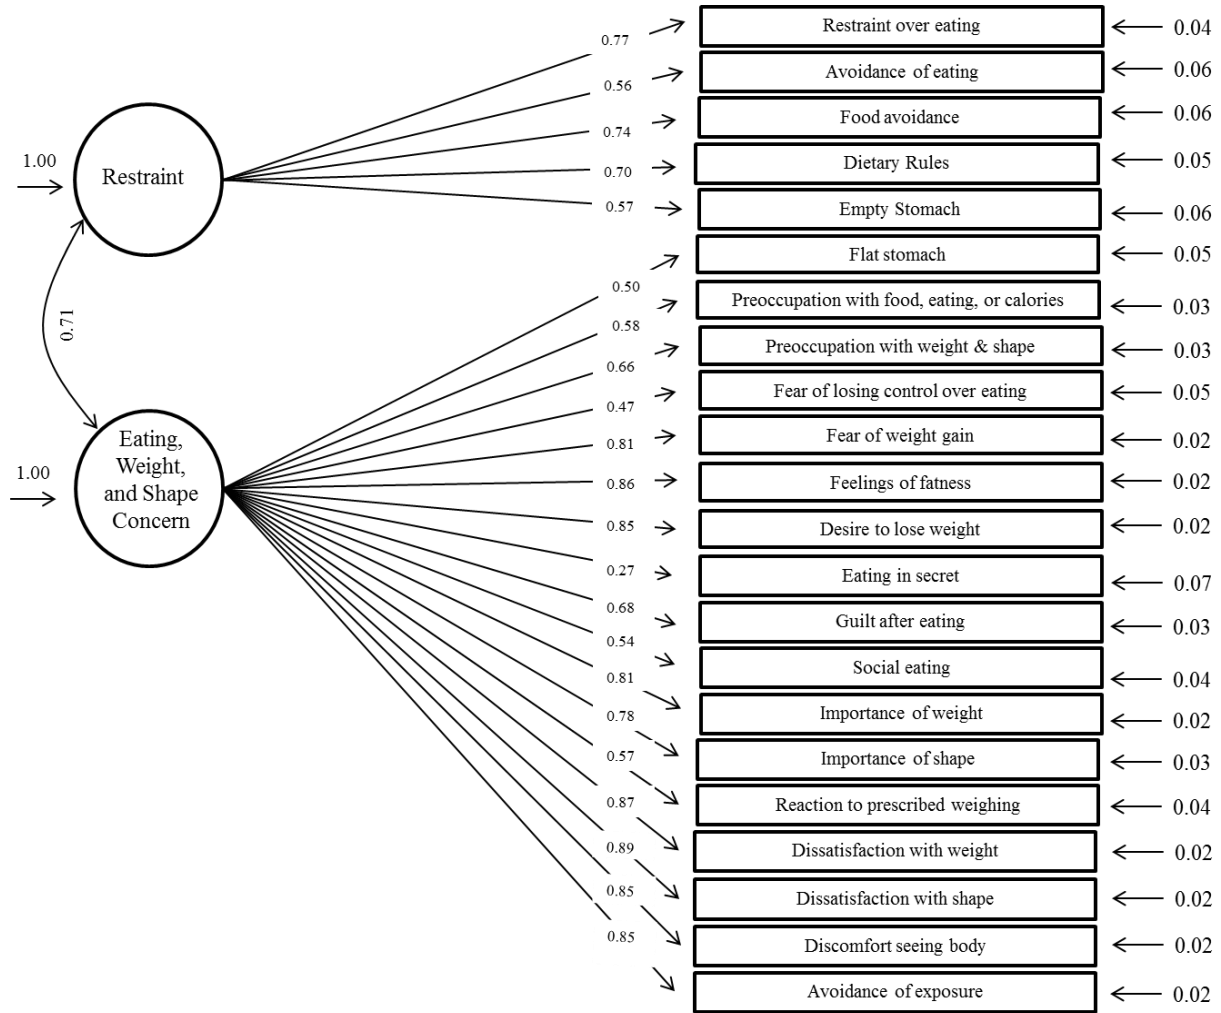 0.77
Restraint over eating
0.04
0.56
Avoidance of eating
0.06
0.74
Food avoidance
0.06
1.00
Restraint
0.70
Dietary Rules
0.05
0.57
Empty Stomach
0.06
Flat stomach
0.05
0.50
Preoccupation with food, eating, or calories
0.03
0.71
0.58
Preoccupation with weight & shape
0.03
0.66
Fear of losing control over eating
0.05
0.47
Fear of weight gain
0.02
0.81
1.00
Eating,
Weight,
and Shape
Concern
0.86
Feelings of fatness
0.02
0.85
Desire to lose weight
0.02
0.27
Eating in secret
0.07
0.68
Guilt after eating
0.03
0.54
Social eating
0.04
0.81
Importance of weight
0.02
0.78
Importance of shape
0.03
0.57
Reaction to prescribed weighing
0.04
0.87
Dissatisfaction with weight
0.02
0.89
Dissatisfaction with shape
0.02
0.85
Discomfort seeing body
0.02
0.85
Avoidance of exposure
0.02